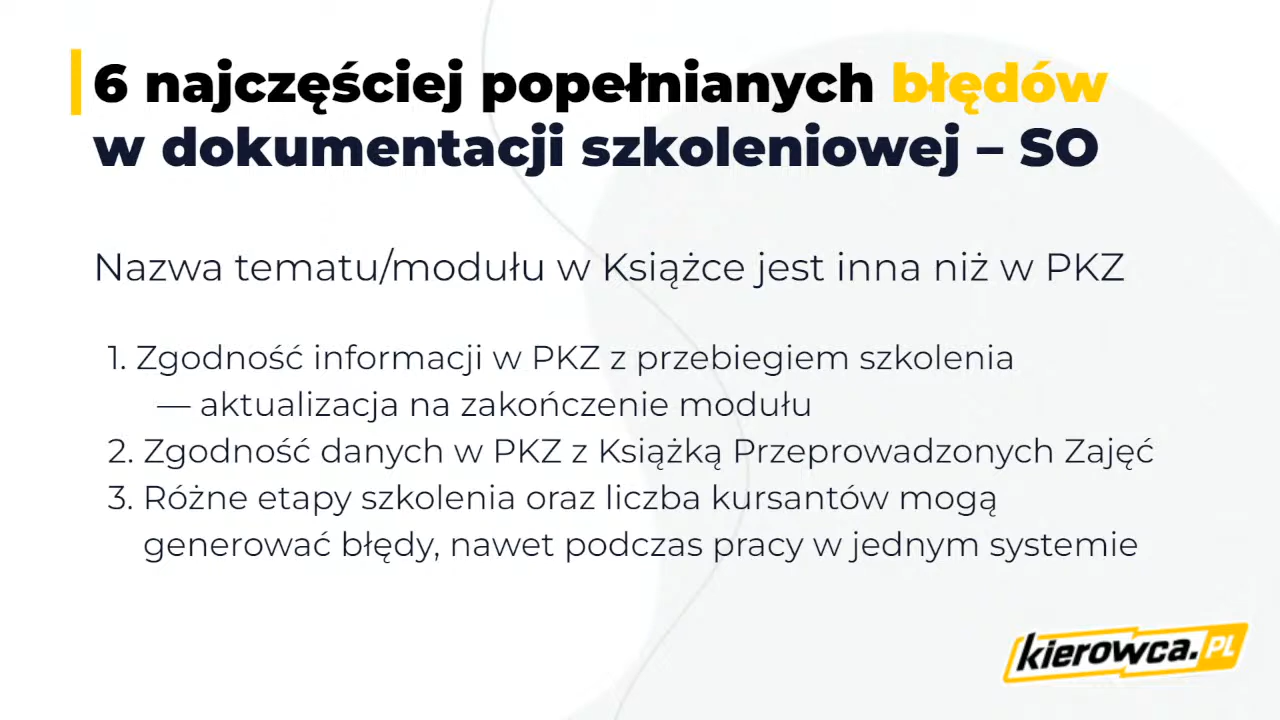 6 najczęściej popełnianych błędów
w dokumentacji szkoleniowej – SO
Nazwa tematu/modułu w Książce jest inna niż w PKZ
1. Zgodność informacji w PKZ z przebiegiem szkolenia
— aktualizacja na zakończenie modułu
2. Zgodność danych w PKZ z Książką Przeprowadzonych Zajęć
3. Różne etapy szkolenia oraz liczba kursantów mogą
generować błędy, nawet podczas pracy w jednym systemie
kierowca.PL